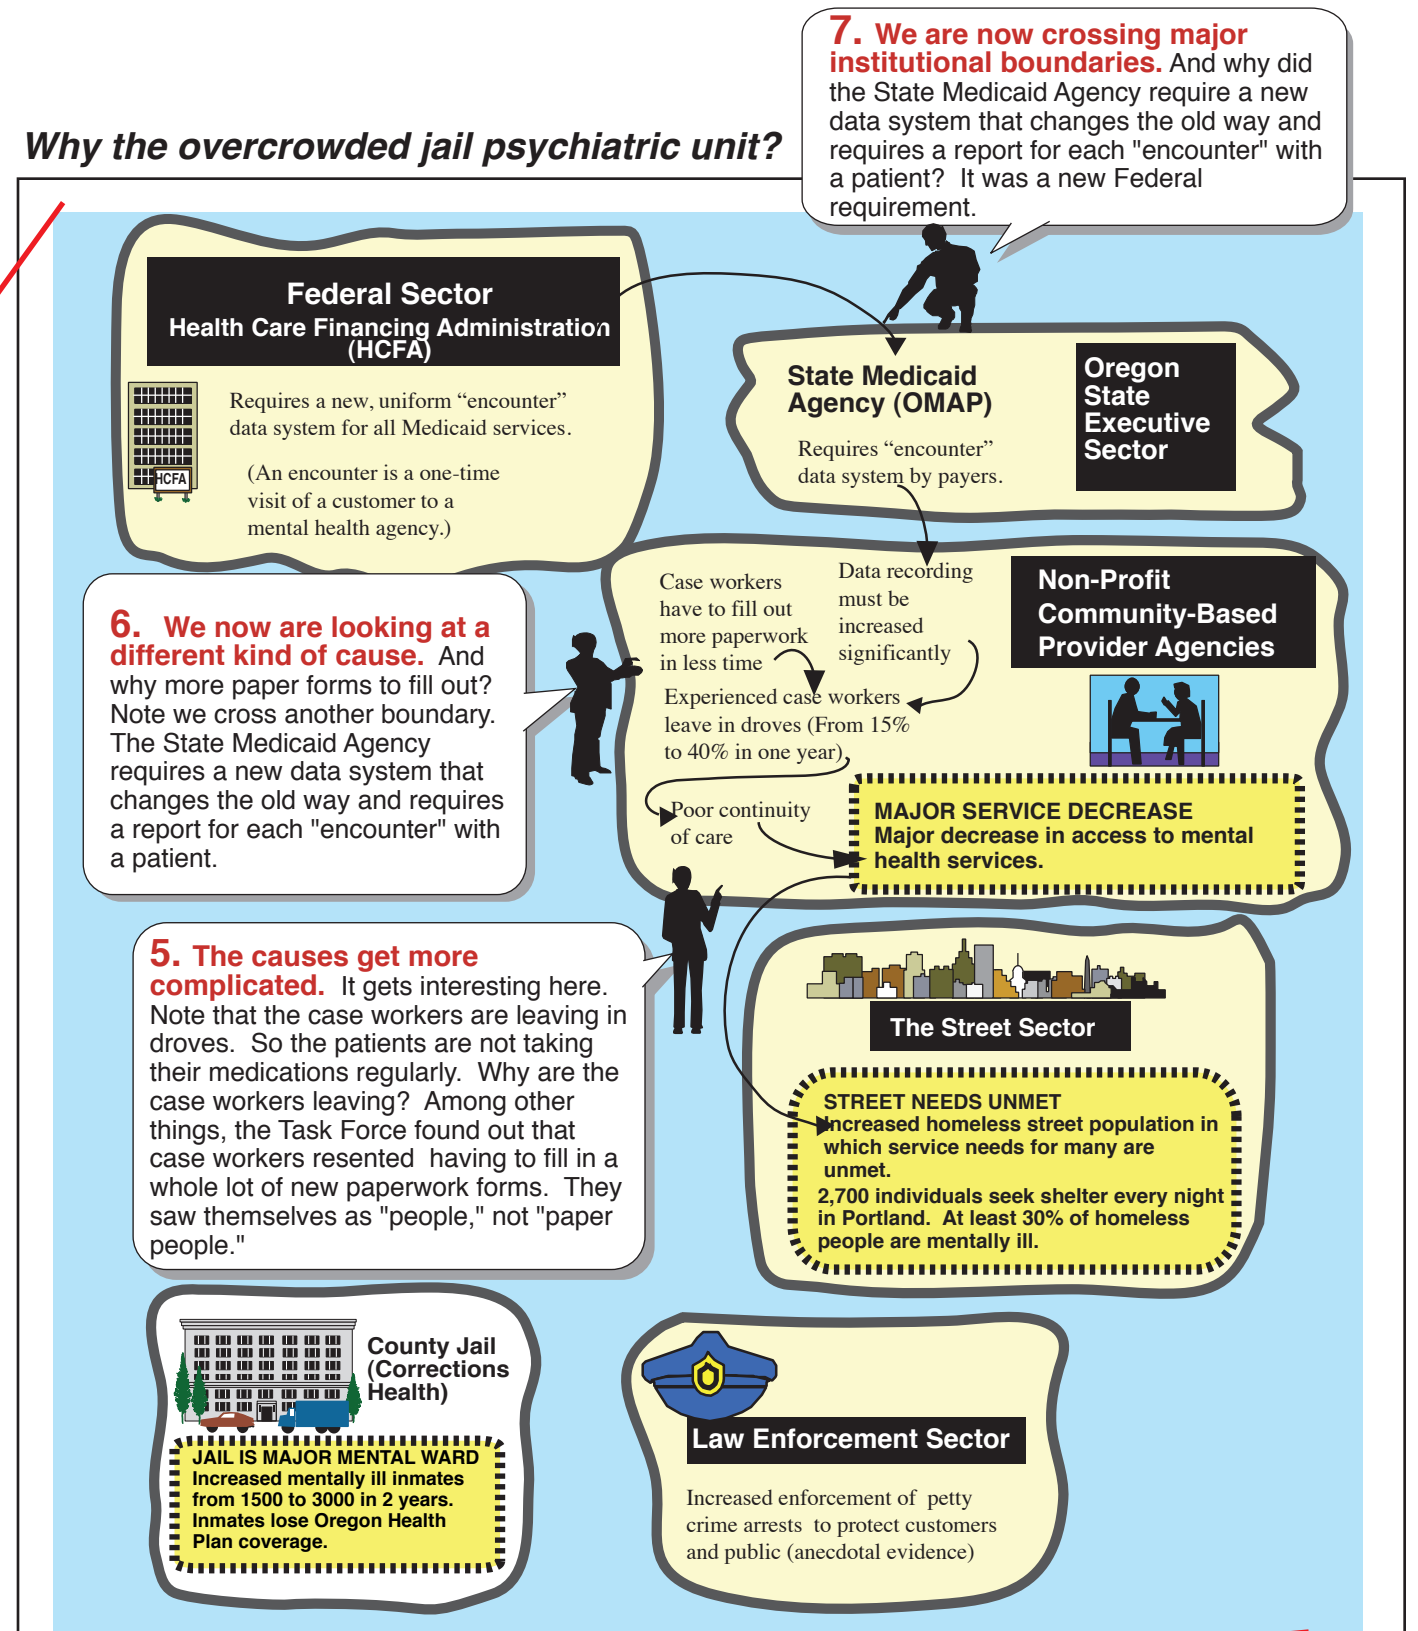 7. We are now crossing major
institutional boundaries. And why did
the State Medicaid Agency require a new
data system that changes the old way and
requires a report for each "encounter" with
a patient? It was a new Federal
requirement.
Why the overcrowded jail psychiatric unit?
Federal Sector
Health Care Financing Administration
(HCFA)
HCFA
Requires a new, uniform “encounter”
data system for all Medicaid services.
(An encounter is a one-time
visit of a customer to a
mental health agency.)
State Medicaid
Agency (OMAP)
Requires “encounter”
data system by payers.
Oregon
State
Executive
Sector
6. We now are looking at a
different kind of cause. And
why more paper forms to fill out?
Note we cross another boundary.
The State Medicaid Agency
requires a new data system that
changes the old way and requires
a report for each "encounter" with
a patient.
Case workers
have to fill out
more paperwork
in less time
Data recording
must be
increased
significantly
Non-Profit
Community-Based
Provider Agencies
Experienced case workers
leave in droves (From 15%
to 40% in one year)
Poor continuity
of care
MAJOR SERVICE DECREASE
Major decrease in access to mental
health services.
5. The causes get more
complicated. It gets interesting here.
Note that the case workers are leaving in
droves. So the patients are not taking
their medications regularly. Why are the
case workers leaving? Among other
things, the Task Force found out that
case workers resented having to fill in a
whole lot of new paperwork forms. They
saw themselves as "people," not "paper
people."
The Street Sector
STREET NEEDS UNMET
Increased homeless street population in
which service needs for many are
unmet.
2,700 individuals seek shelter every night
in Portland. At least 30% of homeless
people are mentally ill.
County Jail
(Corrections
Health)
JAIL IS MAJOR MENTAL WARD
Increased mentally ill inmates
from 1500 to 3000 in 2 years.
Inmates lose Oregon Health
Plan coverage.
Law Enforcement Sector
Increased enforcement of petty
crime arrests to protect customers
and public (anecdotal evidence)